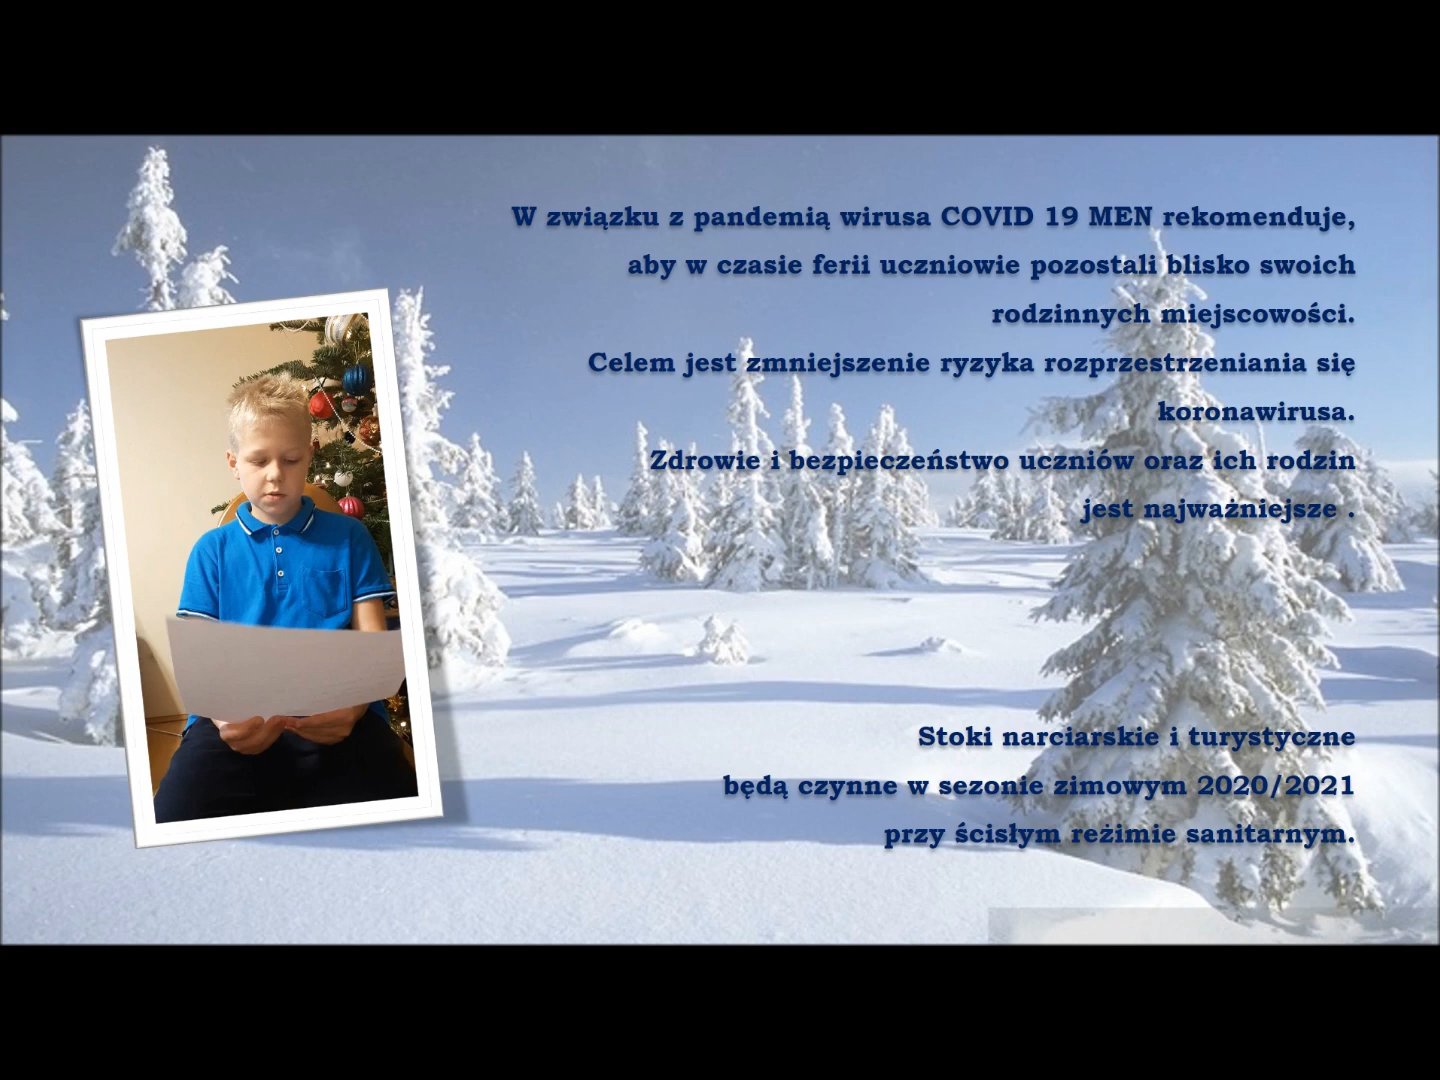 W związku z pandemią wirusa COVID 19 MEN rekomenduje,
aby w czasie ferii uczniowie pozostali blisko swoich
rodzinnych miejscowości.
Celem jest zmniejszenie ryzyka rozprzestrzeniania się
koronawirusa.
Zdrowie i bezpieczeństwo uczniów oraz ich rodzin
jest najważniejsze .
Stoki narciarskie i turystyczne
będą czynne w sezonie zimowym 2020/2021
przy ścisłym reżimie sanitarnym.